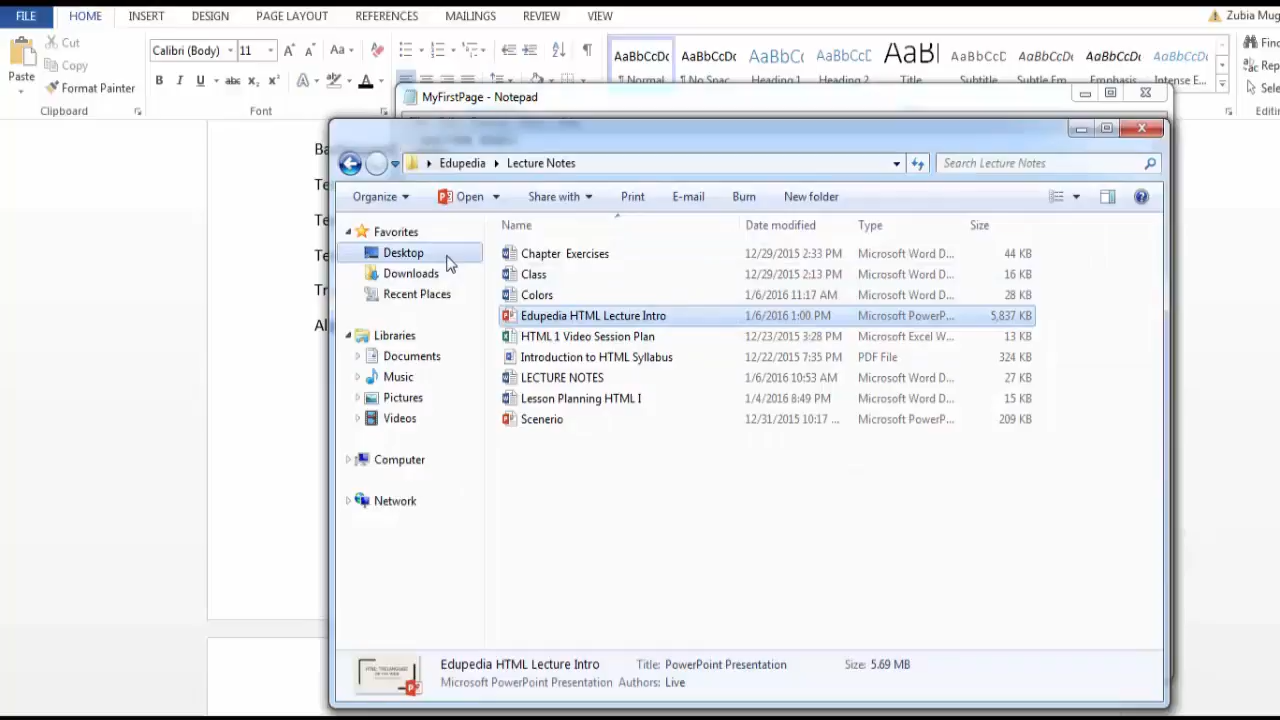 FILE HOME INSERT DESIGN PAGE LAYOUT REFERENCES MAILINGS REVIEW VIEW Zubia Mug
Cut
Copy
Paste
Format Painter
Clipboard
Calibri (Body) 11
Font
AaBbCcDc AaBbCcDc AaBbCc AaBbCcC AaBl AaBbCcC AaBbCcDc AaBbCcDc AaBbCcDc
¶ Normal ¶ No Spac... Heading 1 Heading 2 Title Subtitle Subtle Em... Emphasis Intense E...
Fin
Rep
Sele
Editin
Ba
Te
Te
Te
Tr
Al
MyFirstPage - Notepad
Edupedia Lecture Notes
Search Lecture Notes
Organize Open Share with Print E-mail Burn New folder
Favorites
Desktop
Downloads
Recent Places
Libraries
Documents
Music
Pictures
Videos
Computer
Network
Name Date modified Type Size
Chapter Exercises 12/29/2015 2:33 PM Microsoft Word D... 44 KB
Class 12/29/2015 2:13 PM Microsoft Word D... 16 KB
Colors 1/6/2016 11:17 AM Microsoft Word D... 28 KB
Edupedia HTML Lecture Intro 1/6/2016 1:00 PM Microsoft PowerP... 5,837 KB
HTML 1 Video Session Plan 12/23/2015 3:28 PM Microsoft Excel W... 13 KB
Introduction to HTML Syllabus 12/22/2015 7:35 PM PDF File 324 KB
LECTURE NOTES 1/6/2016 10:53 AM Microsoft Word D... 27 KB
Lesson Planning HTML I 1/4/2016 8:49 PM Microsoft Word D... 15 KB
Scenerio 12/31/2015 10:17 ... Microsoft PowerP... 209 KB
Edupedia HTML Lecture Intro Title: PowerPoint Presentation Size: 5.69 MB
Microsoft PowerPoint Presentation Authors: Live